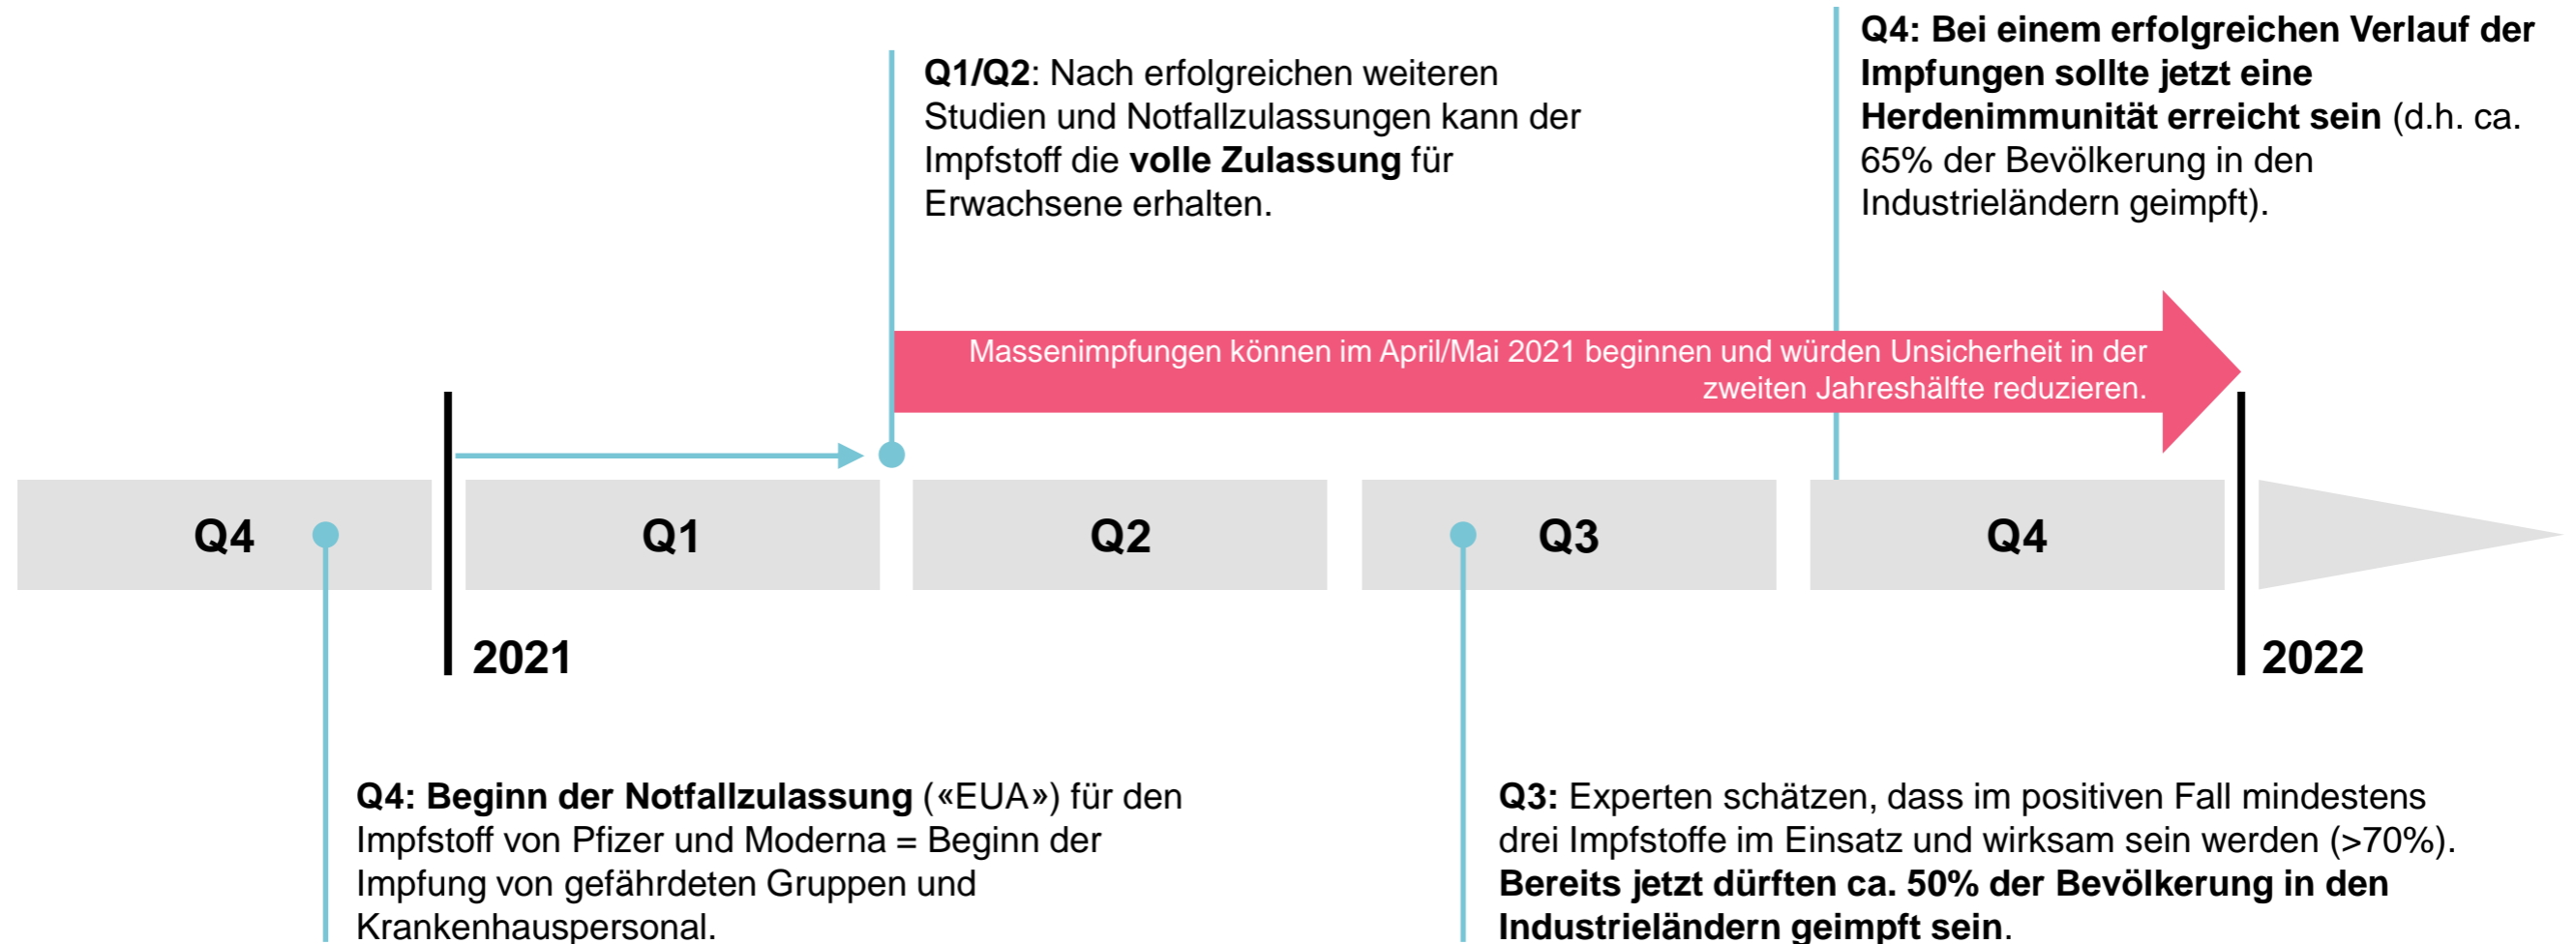 Q1/Q2: Nach erfolgreichen weiteren
Studien und Notfallzulassungen kann der
Impfstoff die volle Zulassung für
Erwachsene erhalten.
Q4: Bei einem erfolgreichen Verlauf der
Impfungen sollte jetzt eine
Herdenimmunität erreicht sein (d.h. ca.
65% der Bevölkerung in den
Industrieländern geimpft).
Massenimpfungen können im April/Mai 2021 beginnen und würden Unsicherheit in der
zweiten Jahreshälfte reduzieren.
Q4
Q1
Q2
Q3
Q4
2021
2022
Q4: Beginn der Notfallzulassung («EUA») für den
Impfstoff von Pfizer und Moderna = Beginn der
Impfung von gefährdeten Gruppen und
Krankenhauspersonal.
Q3: Experten schätzen, dass im positiven Fall mindestens
drei Impfstoffe im Einsatz und wirksam sein werden (>70%).
Bereits jetzt dürften ca. 50% der Bevölkerung in den
Industrieländern geimpft sein.